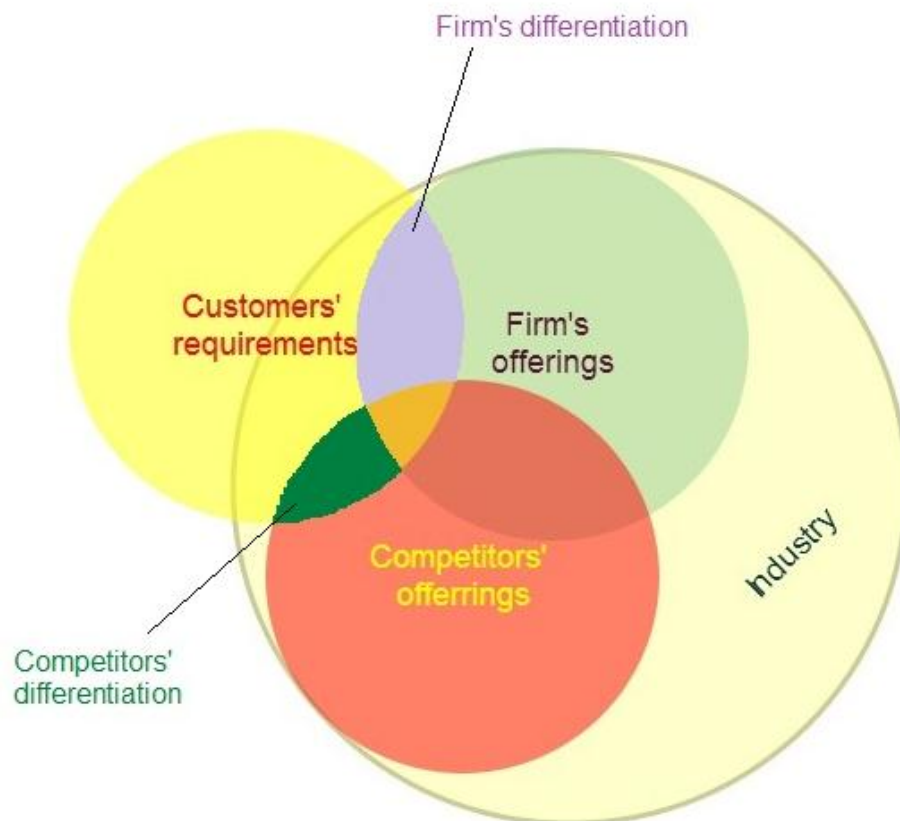 Firm's differentiation
Customers'
requirements
Firm's
offerings
Competitors'
offerrings
Industry
Competitors'
differentiation